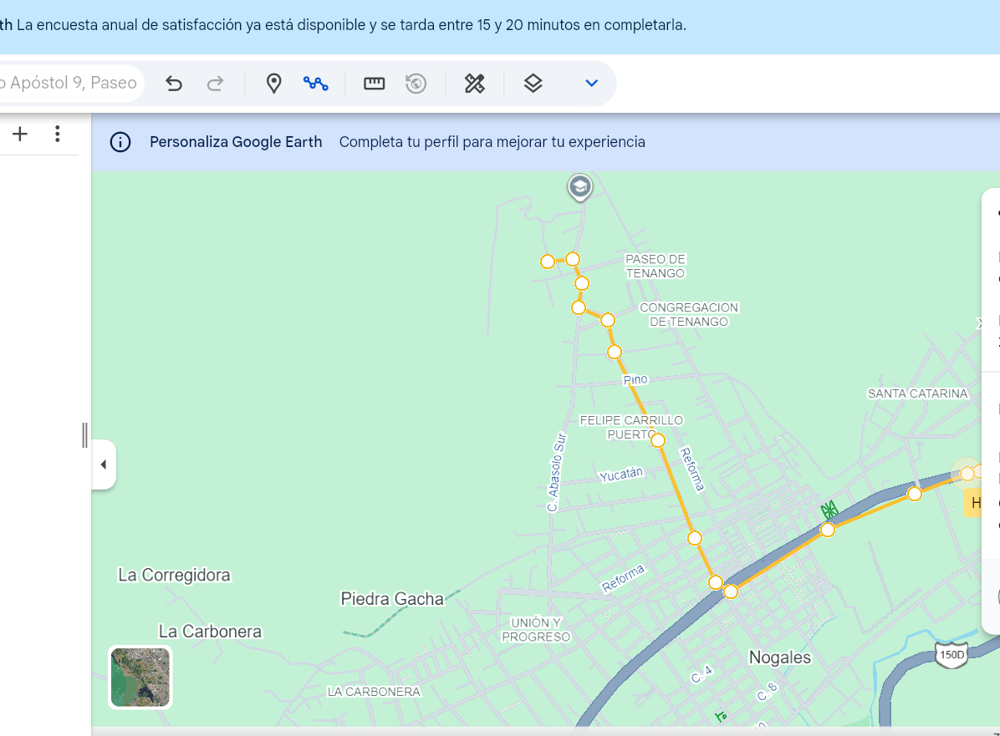 th La encuesta anual de satisfacción ya está disponible y se tarda entre 15 y 20 minutos en completarla.
o Apóstol 9, Paseo
Personaliza Google Earth Completa tu perfil para mejorar tu experiencia
PASEO DE
TENANGO
CONGREGACION
DE TENANGO
Pino
SANTA CATARINA
FELIPE CARRILLO
PUERTO
C. Abasolo Sur
Yucatán
Reforma
H
La Corregidora
Reforma
Piedra Gacha
UNIÓN Y
PROGRESO
La Carbonera
Nogales
150D
C. 4
C. 8
LA CARBONERA
10